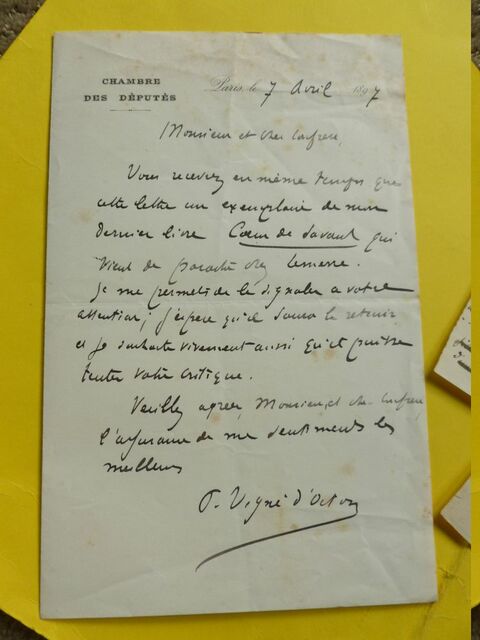 CHAMBRE
DES DÉPUTÉS
Paris, le 7 Avril 1897
Monsieur et cher Confrère,
Vous recevrez en même temps que
cette lettre un exemplaire de mon
dernier livre Cœur de Savant qui
vient de paraître chez Lemerre.
Je me permets de le signaler à votre
attention ; j'espère qu'il saura la retenir
et je souhaite vivement aussi qu'il puisse
tenter votre critique.
Veuillez agréer, Monsieur et cher Confrère,
l'assurance de mes sentiments les
meilleurs
P. Vigné d'Octon